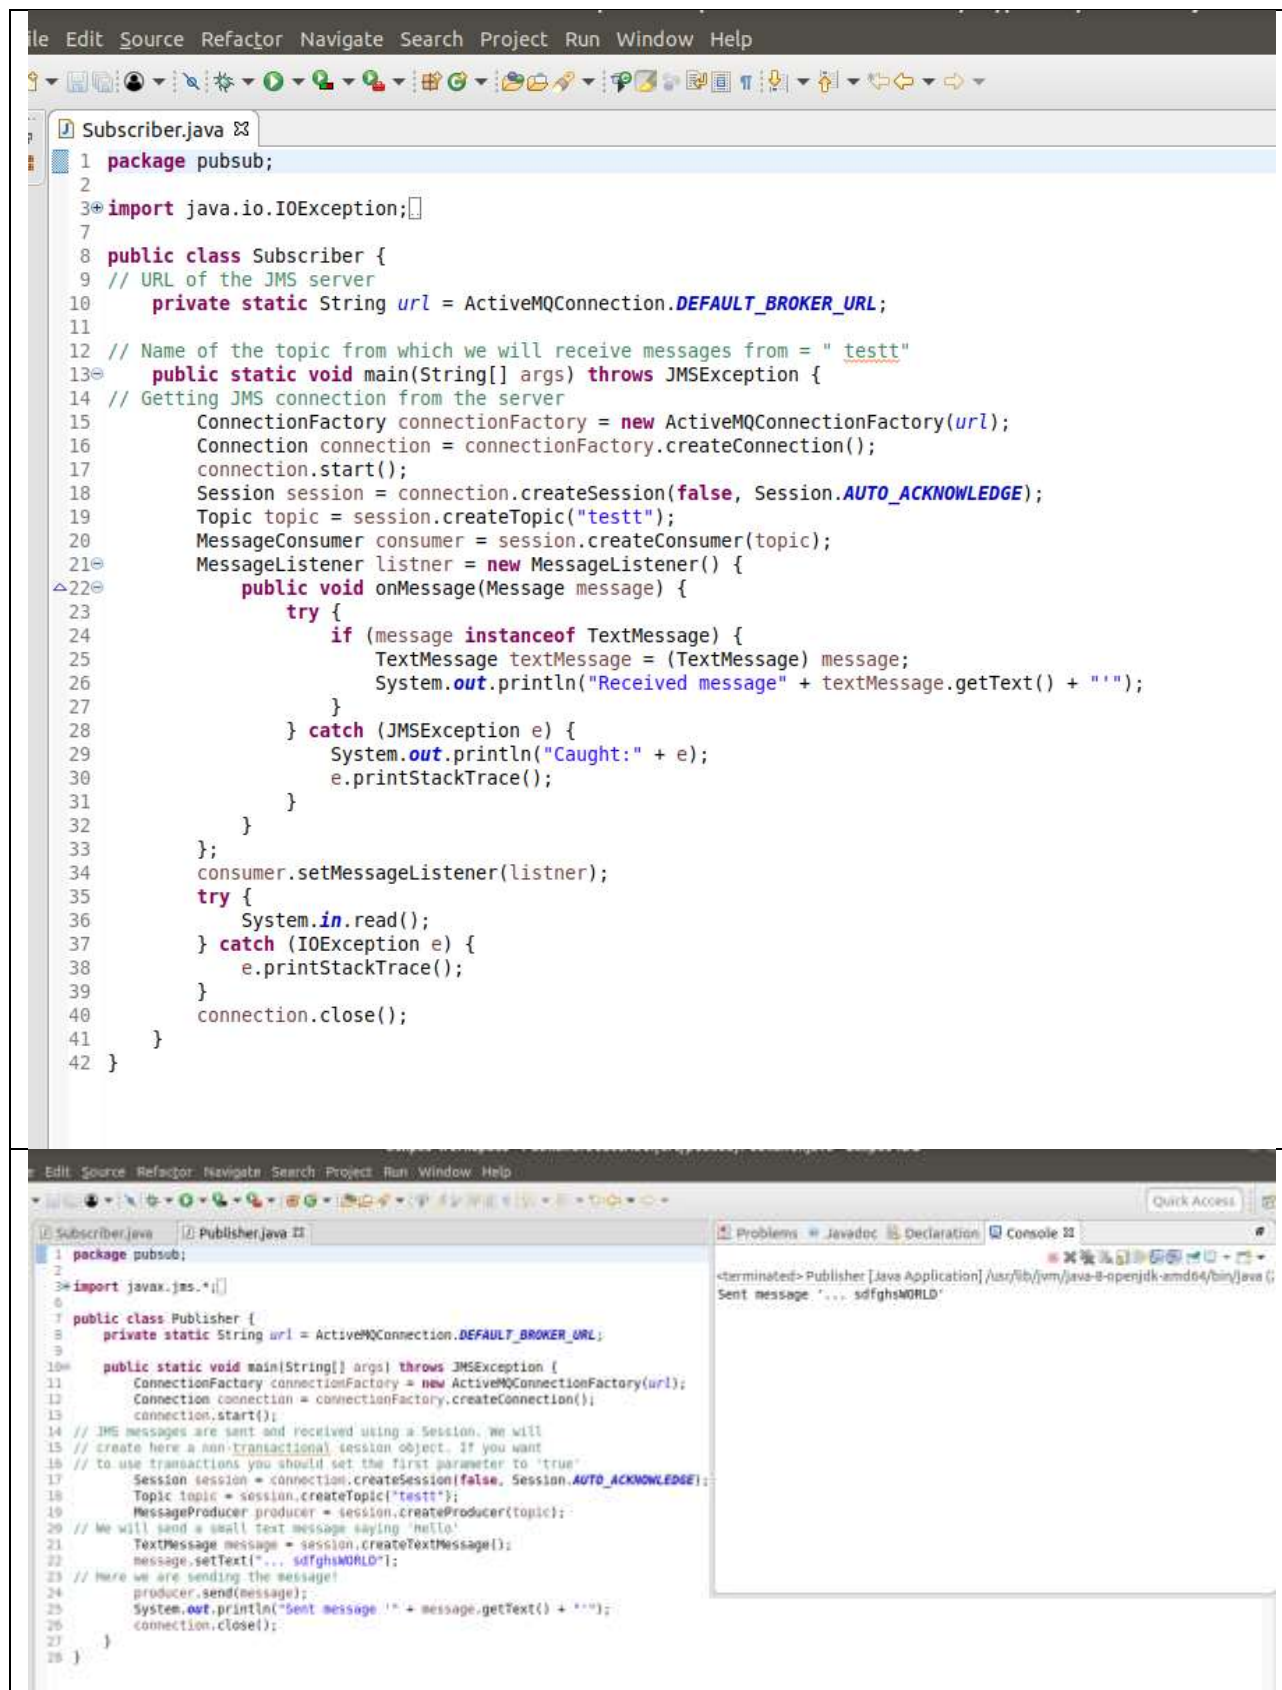 ile Edit Source Refactor Navigate Search Project Run Window Help
Subscriber.java
1 package pubsub;
2
3 import java.io.IOException;
7
8 public class Subscriber {
9 // URL of the JMS server
10 private static String url = ActiveMQConnection.DEFAULT_BROKER_URL;
11
12 // Name of the topic from which we will receive messages from = " testt"
13 public static void main(String[] args) throws JMSException {
14 // Getting JMS connection from the server
15 ConnectionFactory connectionFactory = new ActiveMQConnectionFactory(url);
16 Connection connection = connectionFactory.createConnection();
17 connection.start();
18 Session session = connection.createSession(false, Session.AUTO_ACKNOWLEDGE);
19 Topic topic = session.createTopic("testt");
20 MessageConsumer consumer = session.createConsumer(topic);
21 MessageListener listner = new MessageListener() {
22 public void onMessage(Message message) {
23 try {
24 if (message instanceof TextMessage) {
25 TextMessage textMessage = (TextMessage) message;
26 System.out.println("Received message" + textMessage.getText() + "'");
27 }
28 } catch (JMSException e) {
29 System.out.println("Caught:" + e);
30 e.printStackTrace();
31 }
32 }
33 };
34 consumer.setMessageListener(listner);
35 try {
36 System.in.read();
37 } catch (IOException e) {
38 e.printStackTrace();
39 }
40 connection.close();
41 }
42 }
Edit Source Refactor Navigate Search Project Run Window Help
Quick Access
Subscriber.java Publisher.java
1 package pubsub;
2
3 import javax.jms.*;
6
7 public class Publisher {
8 private static String url = ActiveMQConnection.DEFAULT_BROKER_URL;
9
10 public static void main(String[] args) throws JMSException {
11 ConnectionFactory connectionFactory = new ActiveMQConnectionFactory(url);
12 Connection connection = connectionFactory.createConnection();
13 connection.start();
14 // JMS messages are sent and received using a Session. We will
15 // create here a non-transactional session object. If you want
16 // to use transactions you should set the first parameter to 'true'
17 Session session = connection.createSession(false, Session.AUTO_ACKNOWLEDGE);
18 Topic topic = session.createTopic("testt");
19 MessageProducer producer = session.createProducer(topic);
20 // We will send a small text message saying 'Hello'
21 TextMessage message = session.createTextMessage();
22 message.setText("... sdfghsWORLD");
23 // Here we are sending the message!
24 producer.send(message);
25 System.out.println("Sent message '" + message.getText() + "'");
26 connection.close();
27 }
28 }
Problems Javadoc Declaration Console
<terminated> Publisher [Java Application] /usr/lib/jvm/java-8-openjdk-amd64/bin/java (
Sent message '... sdfghsWORLD'